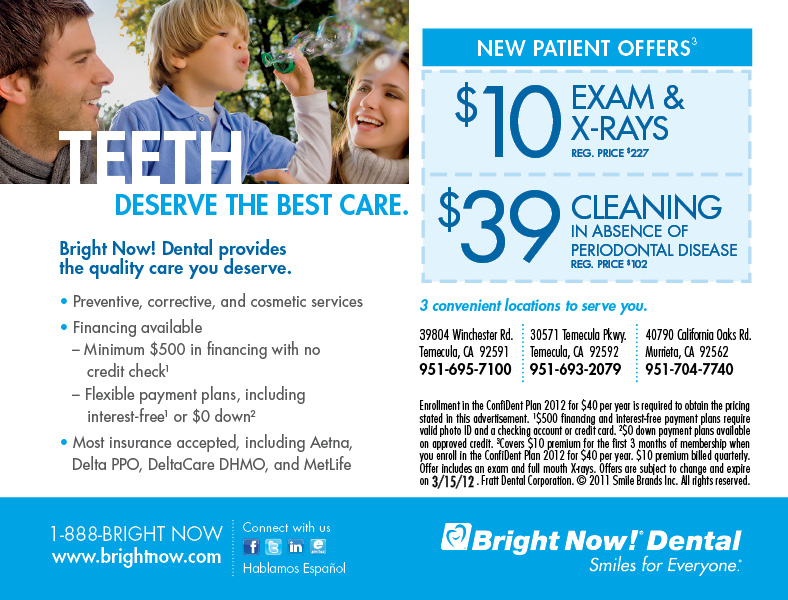 TEETH
DESERVE THE BEST CARE.
Bright Now! Dental provides
the quality care you deserve.
• Preventive, corrective, and cosmetic services
• Financing available
– Minimum $500 in financing with no
credit check¹
– Flexible payment plans, including
interest-free¹ or $0 down²
• Most insurance accepted, including Aetna,
Delta PPO, DeltaCare DHMO, and MetLife
NEW PATIENT OFFERS³
$10
EXAM &
X-RAYS
REG. PRICE $227
$39
CLEANING
IN ABSENCE OF
PERIODONTAL DISEASE
REG. PRICE $102
3 convenient locations to serve you.
39804 Winchester Rd.
Temecula, CA 92591
951-695-7100
30571 Temecula Pkwy.
Temecula, CA 92592
951-693-2079
40790 California Oaks Rd.
Murrieta, CA 92562
951-704-7740
Enrollment in the ConfiDent Plan 2012 for $40 per year is required to obtain the pricing
stated in this advertisement. ¹$500 financing and interest-free payment plans require
valid photo ID and a checking account or credit card. ²$0 down payment plans available
on approved credit. ³Covers $10 premium for the first 3 months of membership when
you enroll in the ConfiDent Plan 2012 for $40 per year. $10 premium billed quarterly.
Offer includes an exam and full mouth X-rays. Offers are subject to change and expire
on 3/15/12 . Fratt Dental Corporation. © 2011 Smile Brands Inc. All rights reserved.
1-888-BRIGHT NOW
www.brightnow.com
Connect with us
Hablamos Español
Bright Now!® Dental
Smiles for Everyone.®